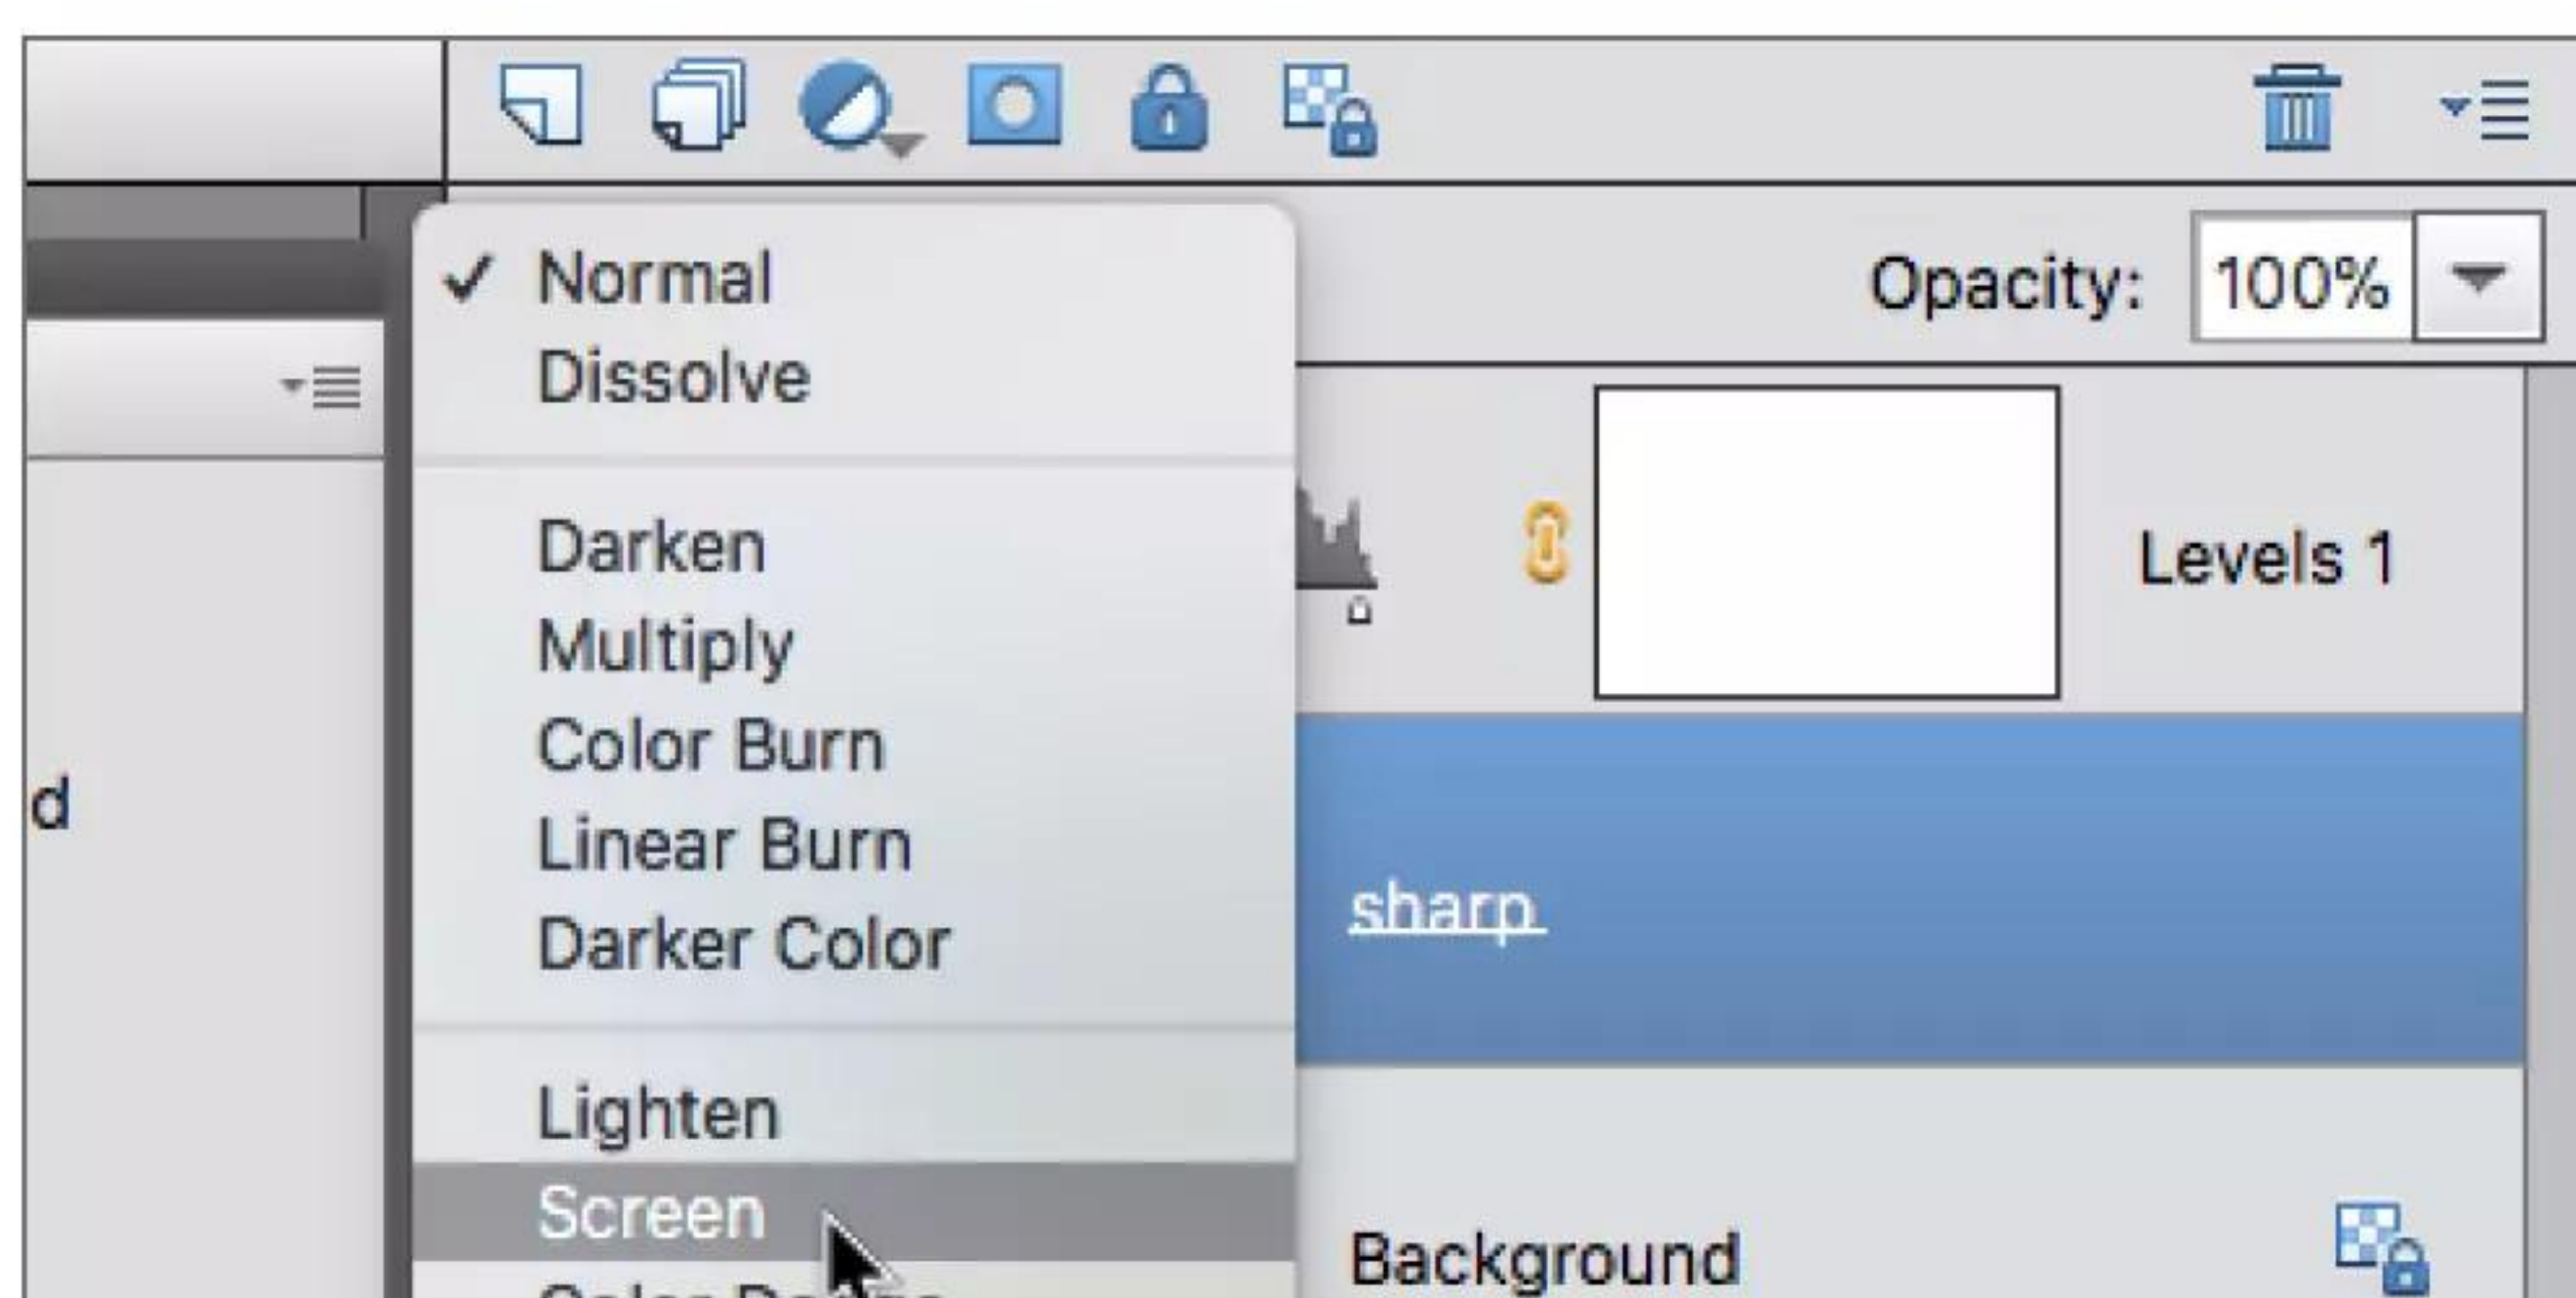 Normal
Dissolve
Opacity: 100%
Darken
Multiply
Color Burn
Linear Burn
Darker Color
Lighten
Screen
Levels 1
d
sharp
Background